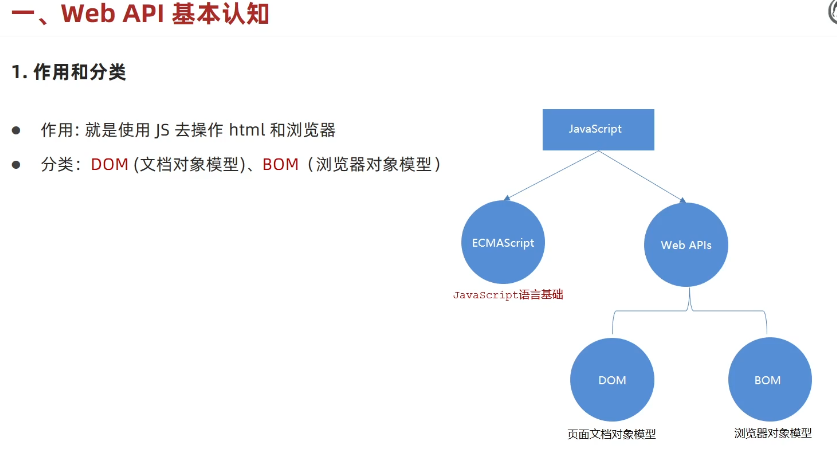 一、Web API 基本认知
1. 作用和分类
● 作用: 就是使用 JS 去操作 html 和浏览器
● 分类：DOM (文档对象模型)、BOM（浏览器对象模型）
JavaScript
ECMAScript
Web APIs
JavaScript语言基础
DOM
BOM
页面文档对象模型
浏览器对象模型